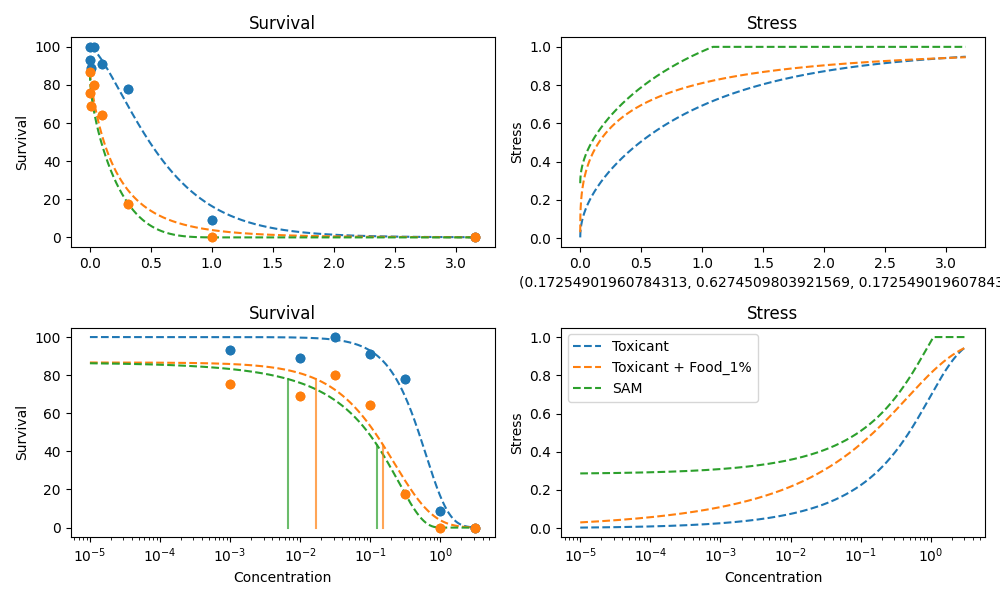 Survival
Survival
100
80
60
40
20
0
0.0 0.5 1.0 1.5 2.0 2.5 3.0
Stress
Stress
1.0
0.8
0.6
0.4
0.2
0.0
0.0 0.5 1.0 1.5 2.0 2.5 3.0
(0.17254901960784313, 0.6274509803921569, 0.172549019607843
Survival
Survival
100
80
60
40
20
0
10⁻⁵ 10⁻⁴ 10⁻³ 10⁻² 10⁻¹ 10⁰
Concentration
Stress
Stress
1.0
0.8
0.6
0.4
0.2
0.0
Toxicant
Toxicant + Food_1%
SAM
10⁻⁵ 10⁻⁴ 10⁻³ 10⁻² 10⁻¹ 10⁰
Concentration